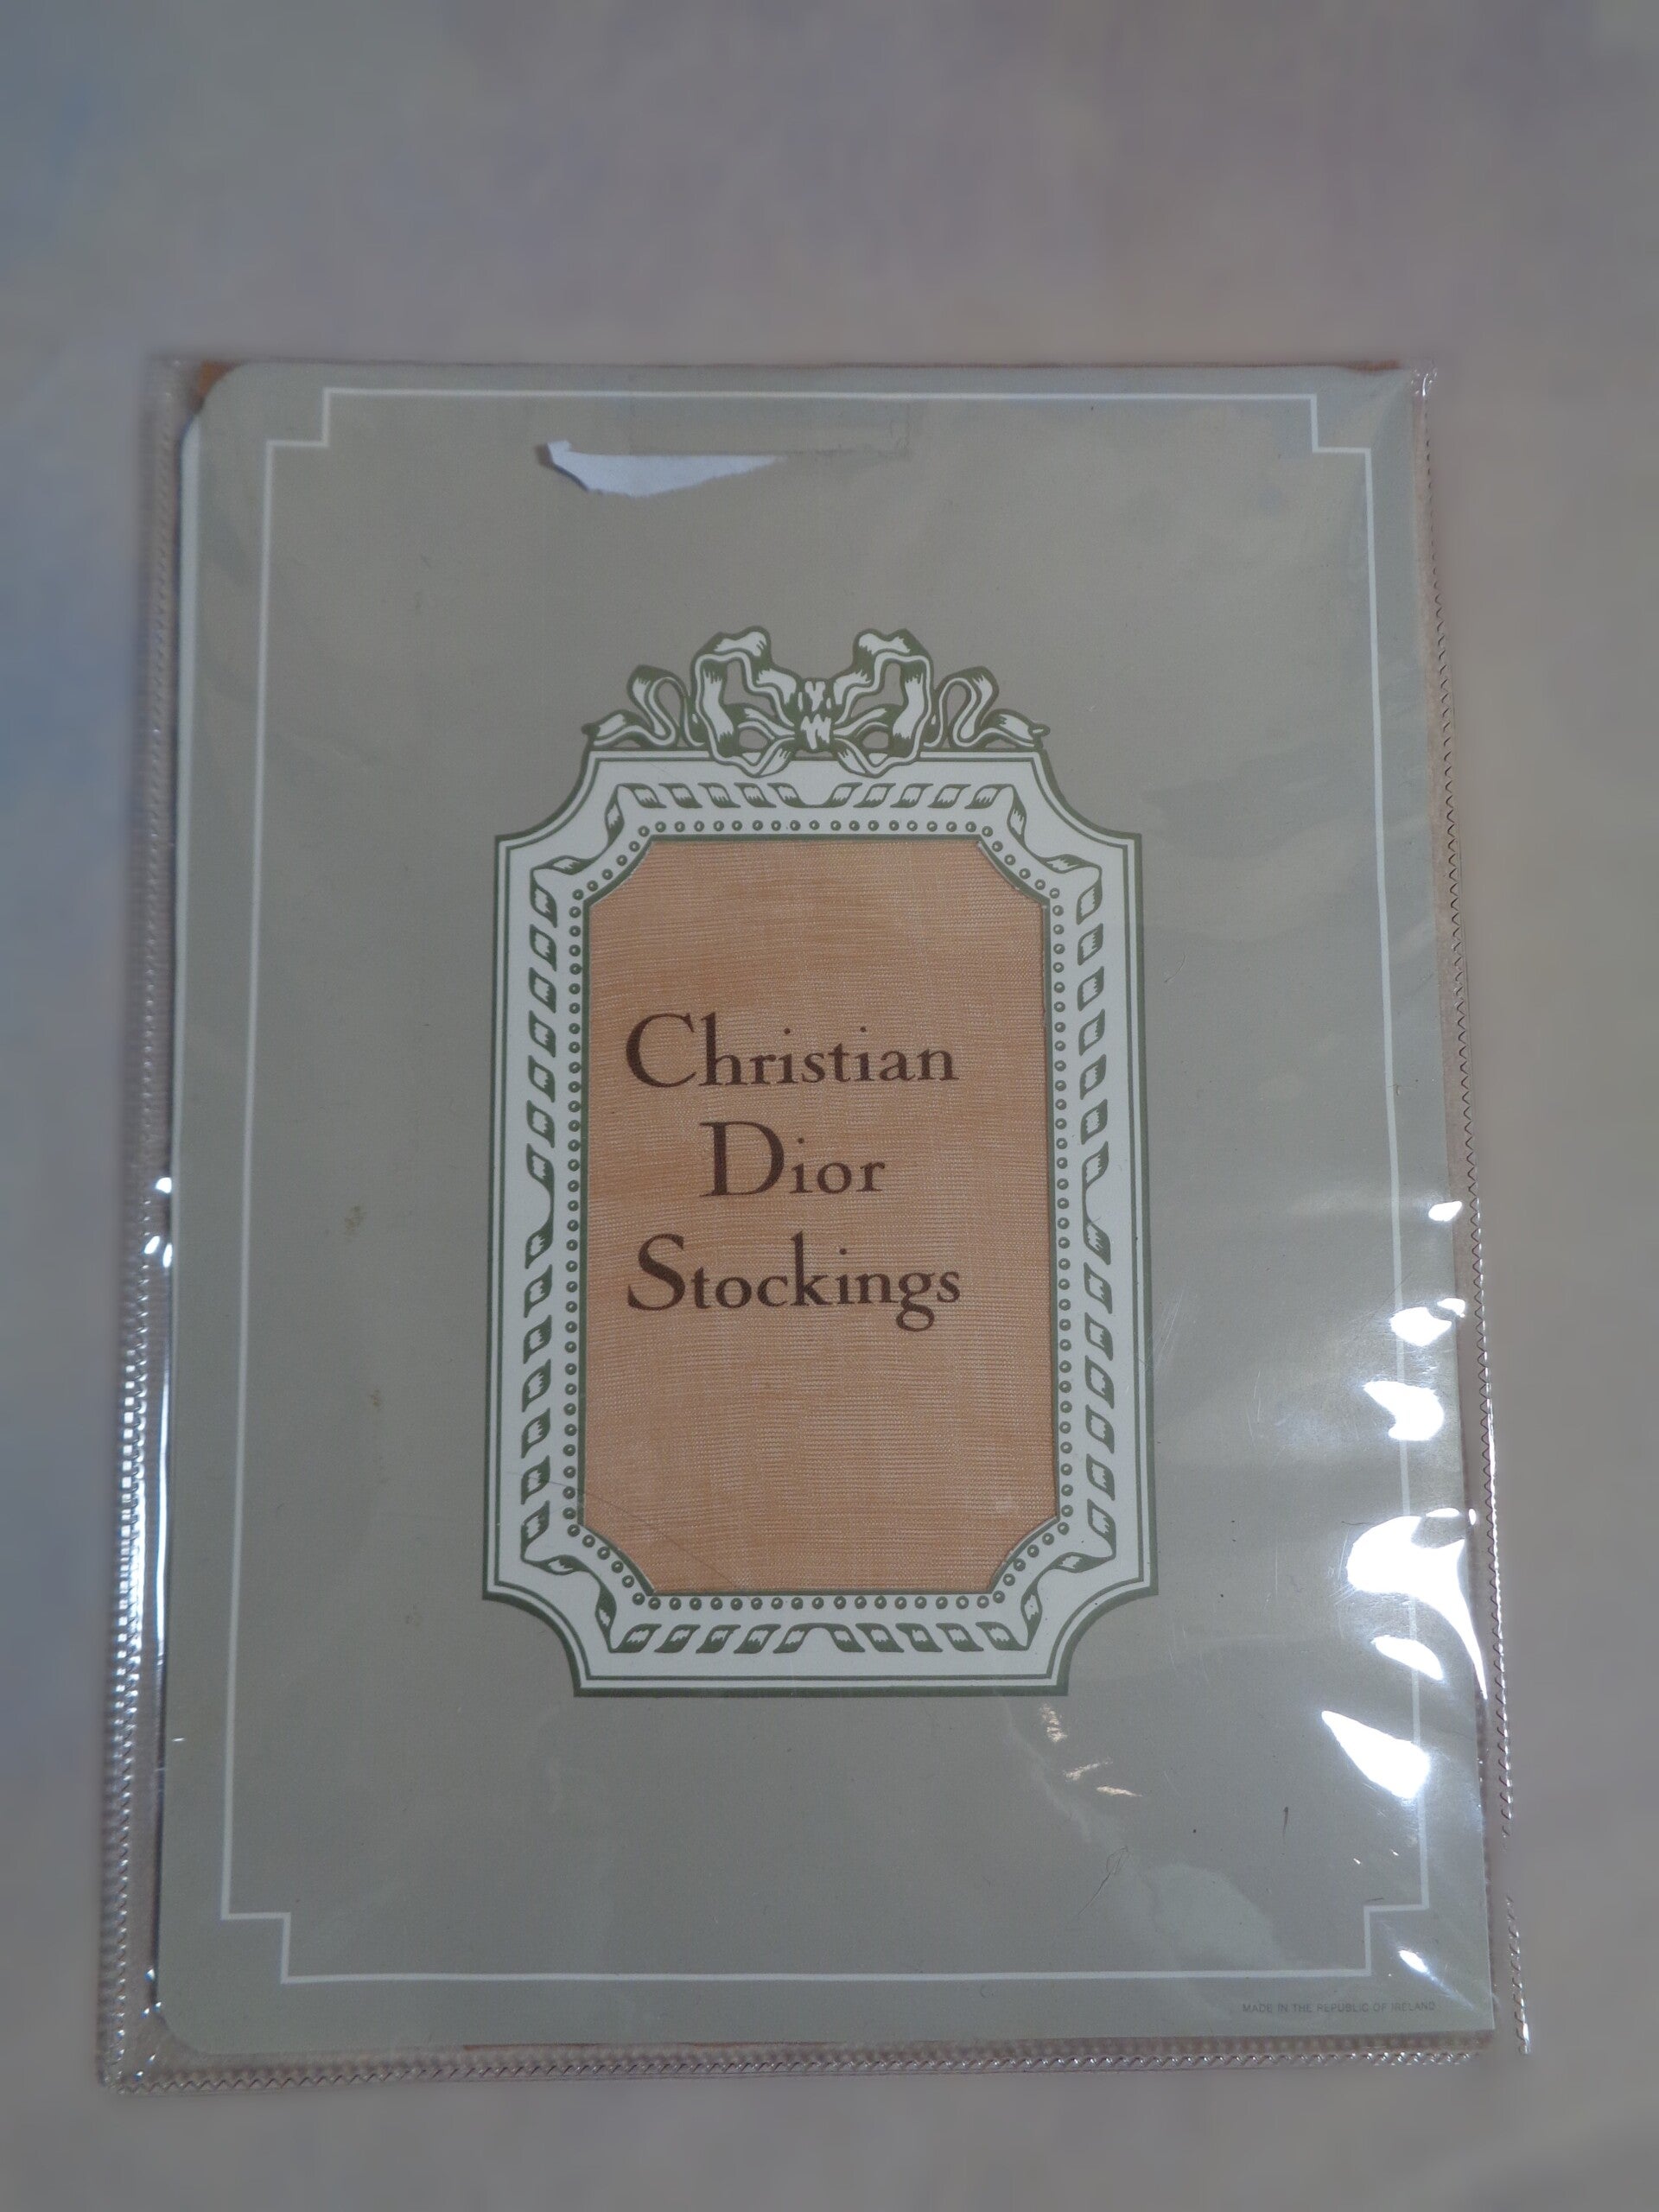 Christian
Dior
Stockings
MADE IN THE REPUBLIC OF IRELAND